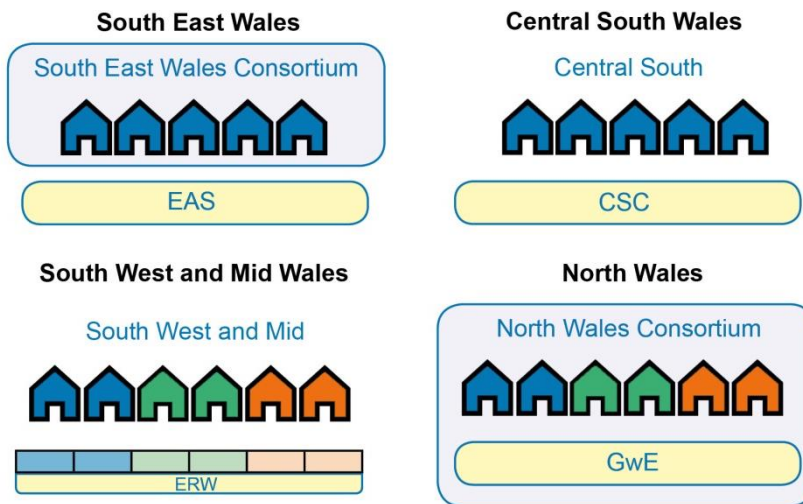 South East Wales
South East Wales Consortium
EAS
Central South Wales
Central South
CSC
South West and Mid Wales
South West and Mid
ERW
North Wales
North Wales Consortium
GwE